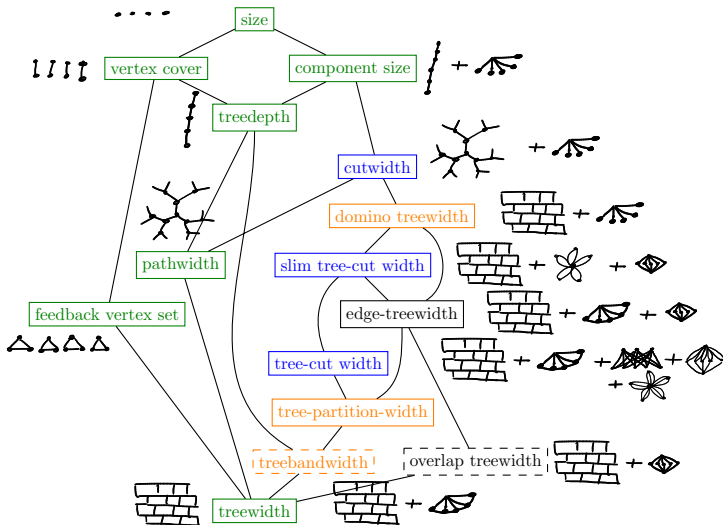 size
vertex cover
component size
+
treedepth
+
cutwidth
domino treewidth
+
pathwidth
slim tree-cut width
+ +
feedback vertex set
edge-treewidth
+ +
tree-cut width
+ + +
+
tree-partition-width
treebandwidth
overlap treewidth
+
treewidth
+